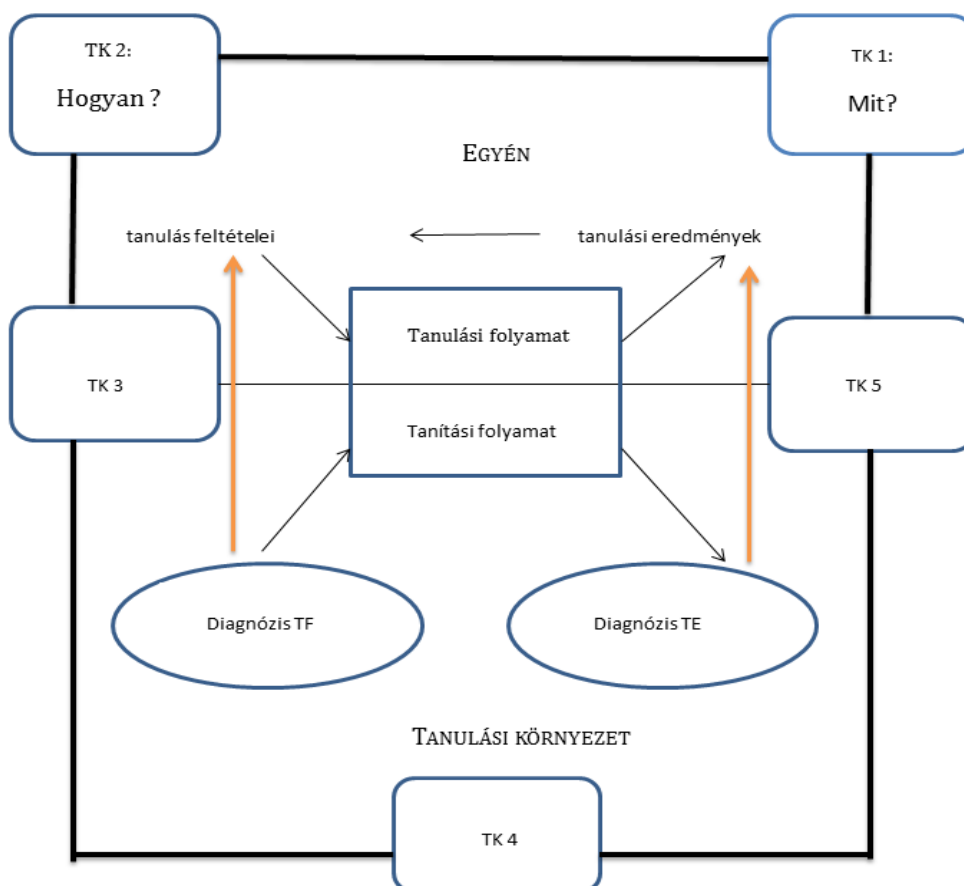 TK 2:
Hogyan ?
TK 1:
Mit?
EGYÉN
tanulás feltételei
tanulási eredmények
Tanulási folyamat
TK 3
TK 5
Tanítási folyamat
Diagnózis TF
Diagnózis TE
TANULÁSI KÖRNYEZET
TK 4